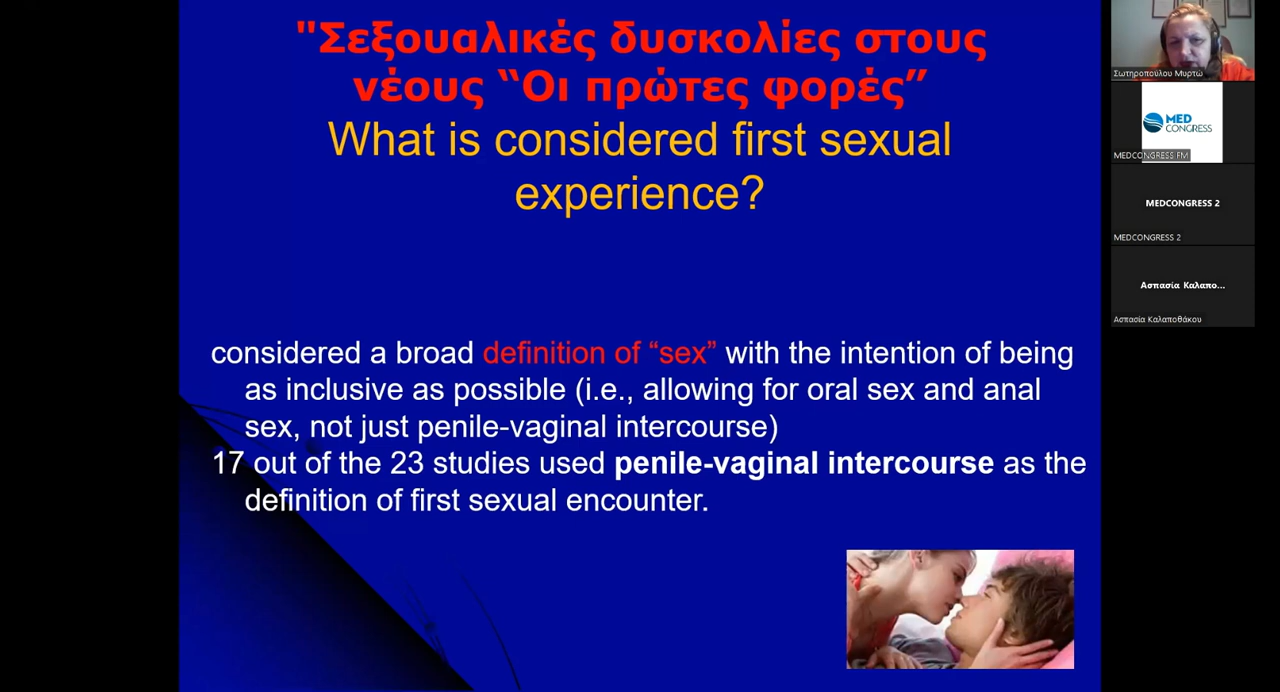 "Σεξουαλικές δυσκολίες στους
νέους “Οι πρώτες φορές”
What is considered first sexual
experience?
considered a broad definition of “sex” with the intention of being
as inclusive as possible (i.e., allowing for oral sex and anal
sex, not just penile-vaginal intercourse)
17 out of the 23 studies used penile-vaginal intercourse as the
definition of first sexual encounter.
Σωτηροπούλου Μυρτώ
MED
CONGRESS
MEDCONGRESS FM
MEDCONGRESS 2
MEDCONGRESS 2
Ασπασία Καλαπο...
Ασπασία Καλαποθάκου